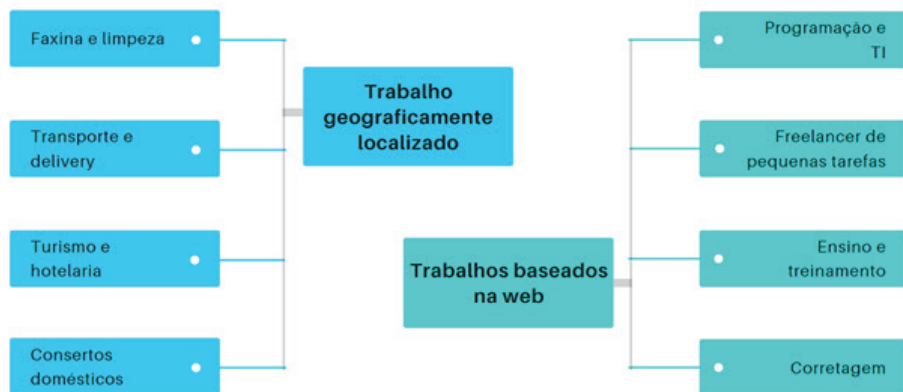 Faxina e limpeza
Transporte e
delivery
Turismo e
hotelaria
Consertos
domésticos
Trabalho
geograficamente
localizado
Trabalhos baseados
na web
Programação e
TI
Freelancer de
pequenas tarefas
Ensino e
treinamento
Corretagem